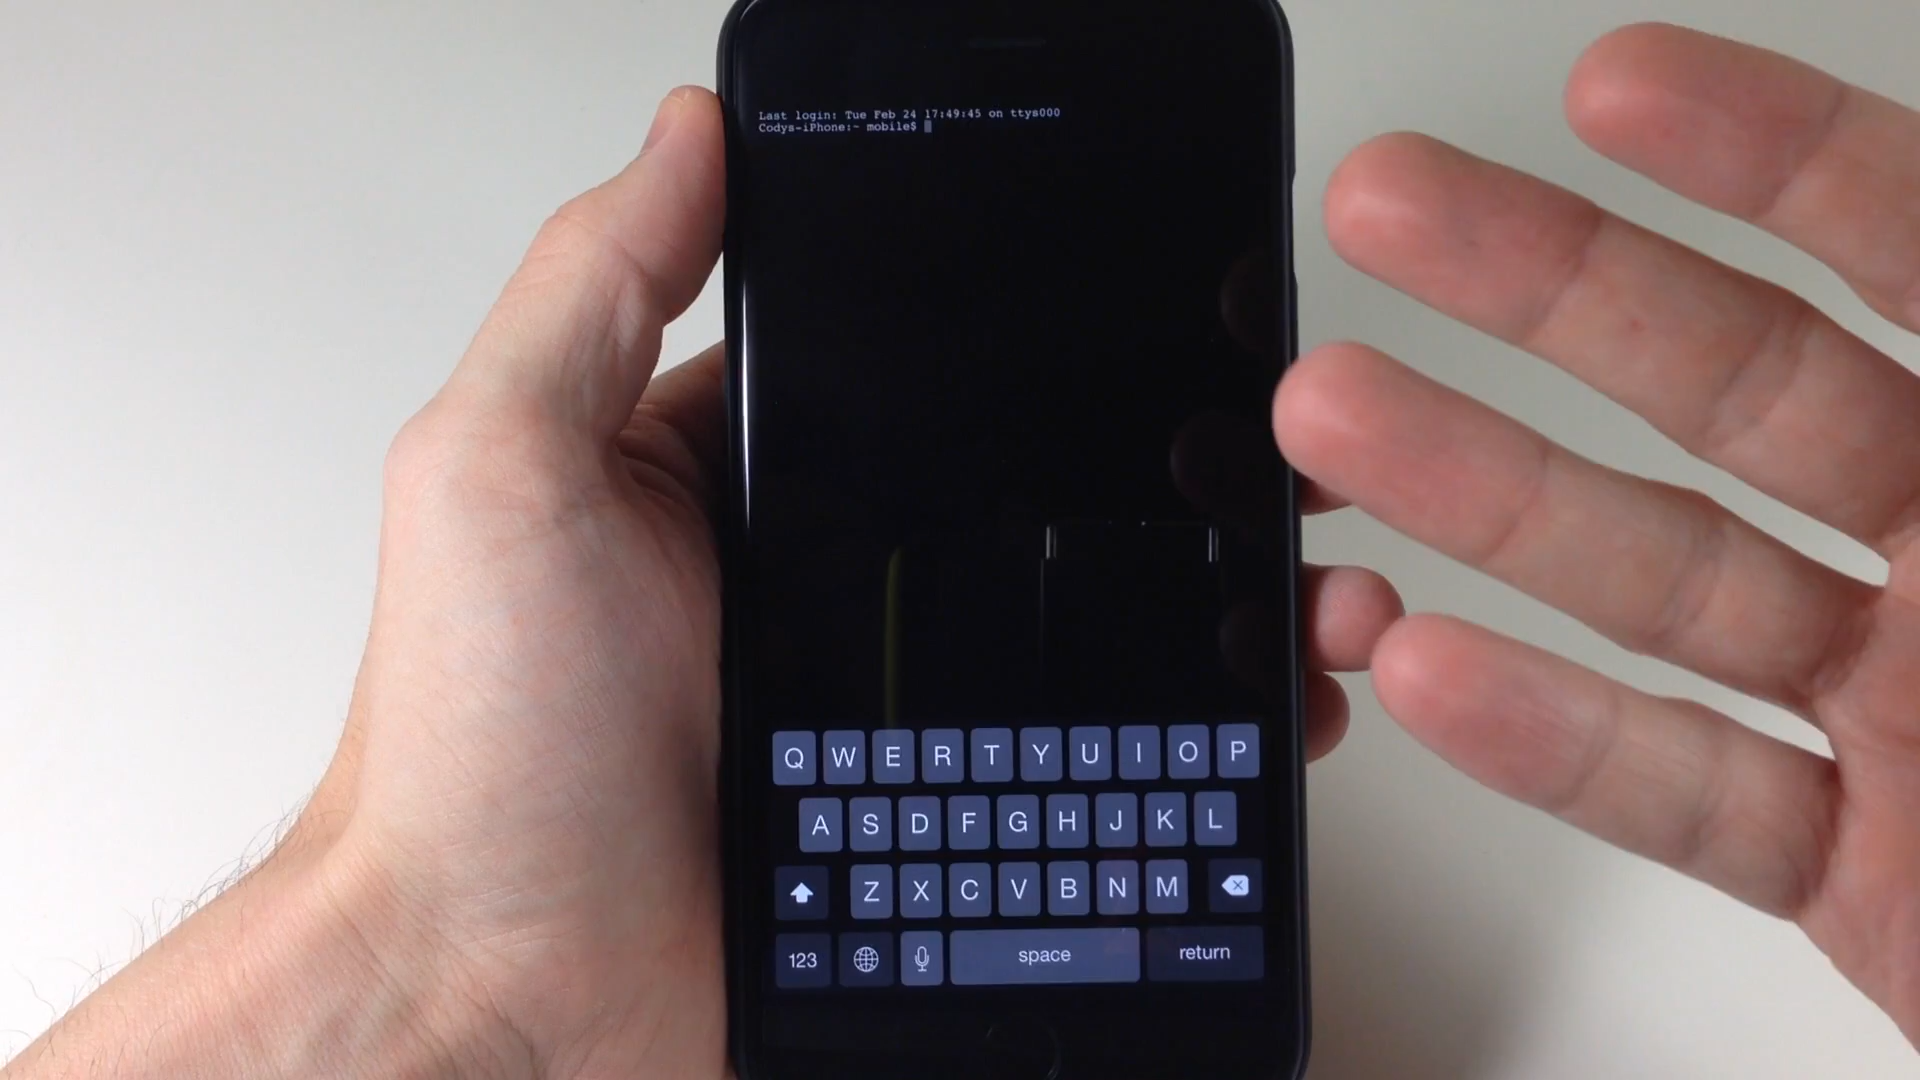 Last login: Tue Feb 24 17:49:45 on ttys000
Codys-iPhone:~ mobile$
Q W E R T Y U I O P
A S D F G H J K L
Z X C V B N M
123 space return